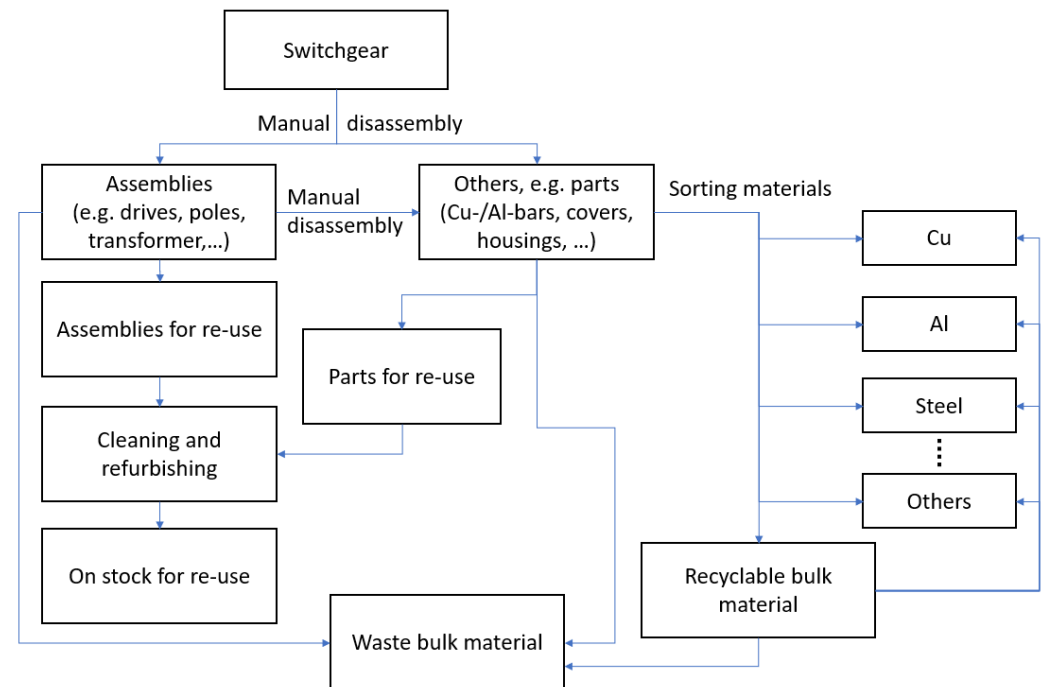 Switchgear
Manual disassembly
Assemblies
(e.g. drives, poles,
transformer,...)
Manual
disassembly
Others, e.g. parts
(Cu-/Al-bars, covers,
housings, ...)
Sorting materials
Cu
Assemblies for re-use
Al
Parts for re-use
Steel
Cleaning and
refurbishing
Others
On stock for re-use
Recyclable bulk
material
Waste bulk material